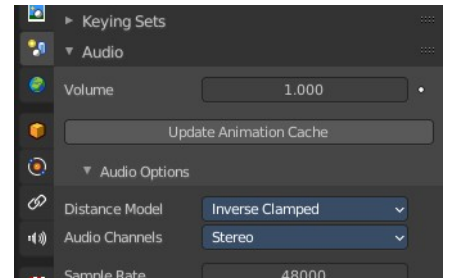 Keying Sets
Audio
Volume 1.000
Update Animation Cache
Audio Options
Distance Model Inverse Clamped
Audio Channels Stereo
Sample Rate 48000